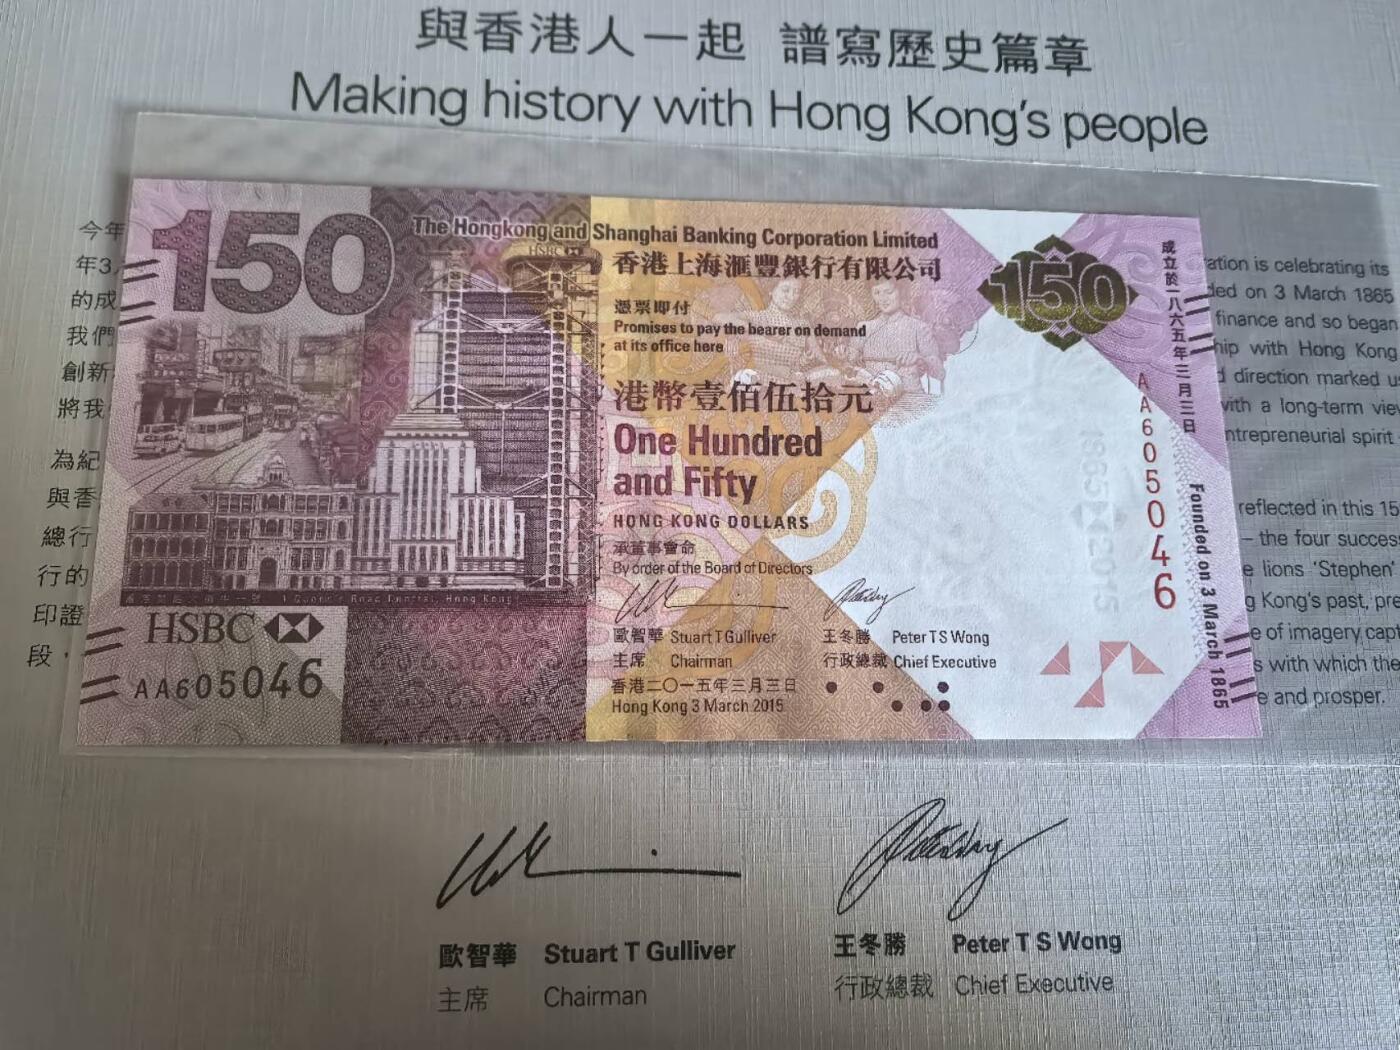 與香港人一起 譜寫歷史篇章
Making history with Hong Kong's people
今年
年3月
的成
我們
創新
將我
為紀
與香
總行
行的
印證
段，
150
The Hongkong and Shanghai Banking Corporation Limited
HSBC
香港上海滙豐銀行有限公司
憑票即付
Promises to pay the bearer on demand
at its office here
港幣壹佰伍拾元
One Hundred
and Fifty
HONG KONG DOLLARS
承董事會命
By order of the Board of Directors
歐智華 Stuart T Gulliver
主席 Chairman
王冬勝 Peter T S Wong
行政總裁 Chief Executive
香港二〇一五年三月三日
Hong Kong 3 March 2015
1 Queen's Road Central, Hong Kong
HSBC
AA605046
150
成立於一八六五年三月三日
AA605046
1865 2015
Founded on 3 March 1865
ration is celebrating its
ded on 3 March 1865
finance and so began
hip with Hong Kong
d direction marked
with a long-term
ntrepreneurial spirit
reflected in this
– the four
e lions 'Stephen'
g Kong's past,
e of imagery
s with which the
e and prosper.
歐智華 Stuart T Gulliver
主席 Chairman
王冬勝 Peter T S Wong
行政總裁 Chief Executive